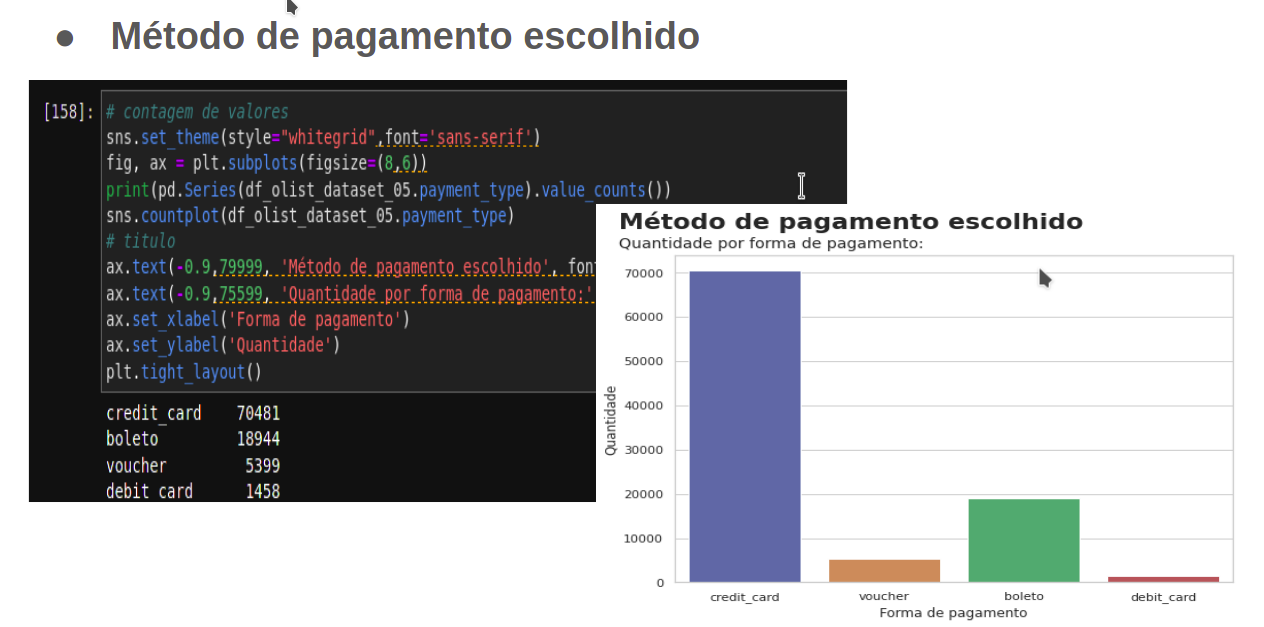 ● Método de pagamento escolhido
[158]: # contagem de valores
sns.set_theme(style="whitegrid",font='sans-serif')
fig, ax = plt.subplots(figsize=(8,6))
print(pd.Series(df_olist_dataset_05.payment_type).value_counts())
sns.countplot(df_olist_dataset_05.payment_type)
# titulo
ax.text(-0.9,79999, 'Método de pagamento escolhido', font
ax.text(-0.9,75599, 'Quantidade por forma de pagamento:'
ax.set_xlabel('Forma de pagamento')
ax.set_ylabel('Quantidade')
plt.tight_layout()
credit_card 70481
boleto 18944
voucher 5399
debit_card 1458
Método de pagamento escolhido
Quantidade por forma de pagamento:
Quantidade
70000
60000
50000
40000
30000
20000
10000
0
credit_card voucher boleto debit_card
Forma de pagamento